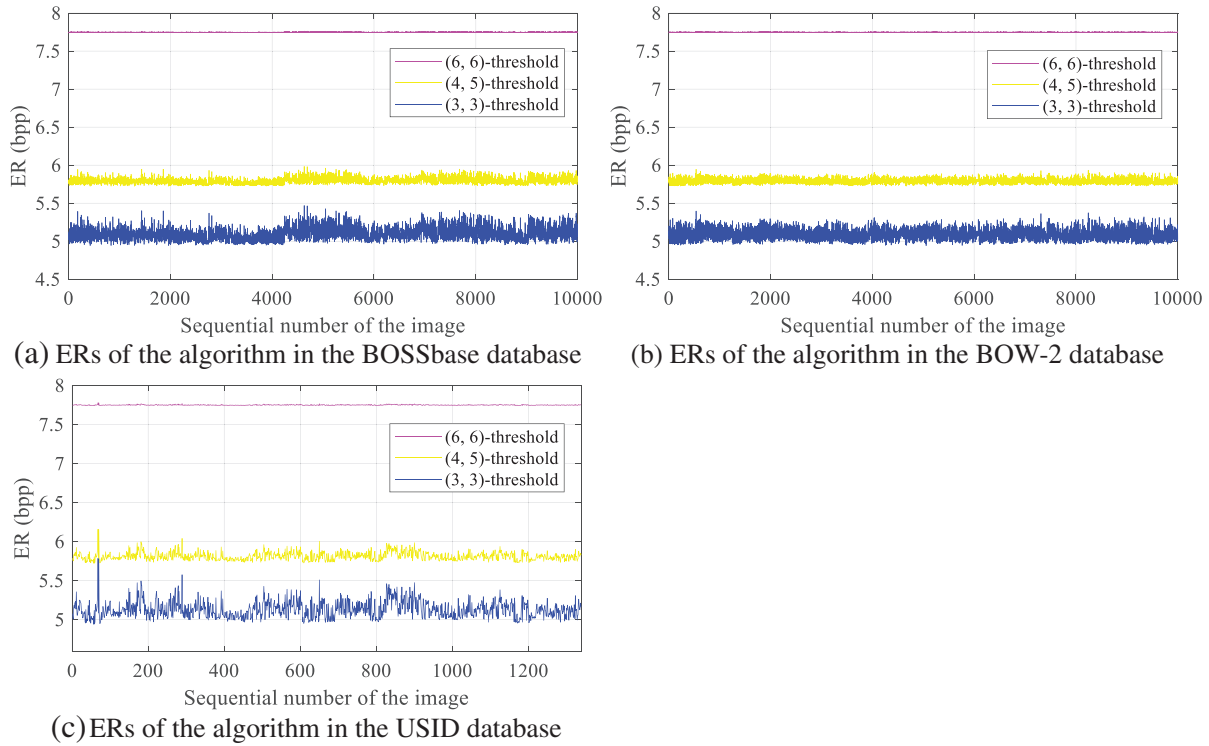 8
7.5
7
6.5
6
5.5
5
4.5
ER (bpp)
(6, 6)-threshold
(4, 5)-threshold
(3, 3)-threshold
0 2000 4000 6000 8000 10000
Sequential number of the image
(a) ERs of the algorithm in the BOSSbase database
8
7.5
7
6.5
6
5.5
5
4.5
ER (bpp)
(6, 6)-threshold
(4, 5)-threshold
(3, 3)-threshold
0 2000 4000 6000 8000 10000
Sequential number of the image
(b) ERs of the algorithm in the BOW-2 database
8
7.5
7
6.5
6
5.5
5
ER (bpp)
(6, 6)-threshold
(4, 5)-threshold
(3, 3)-threshold
0 200 400 600 800 1000 1200
Sequential number of the image
(c) ERs of the algorithm in the USID database